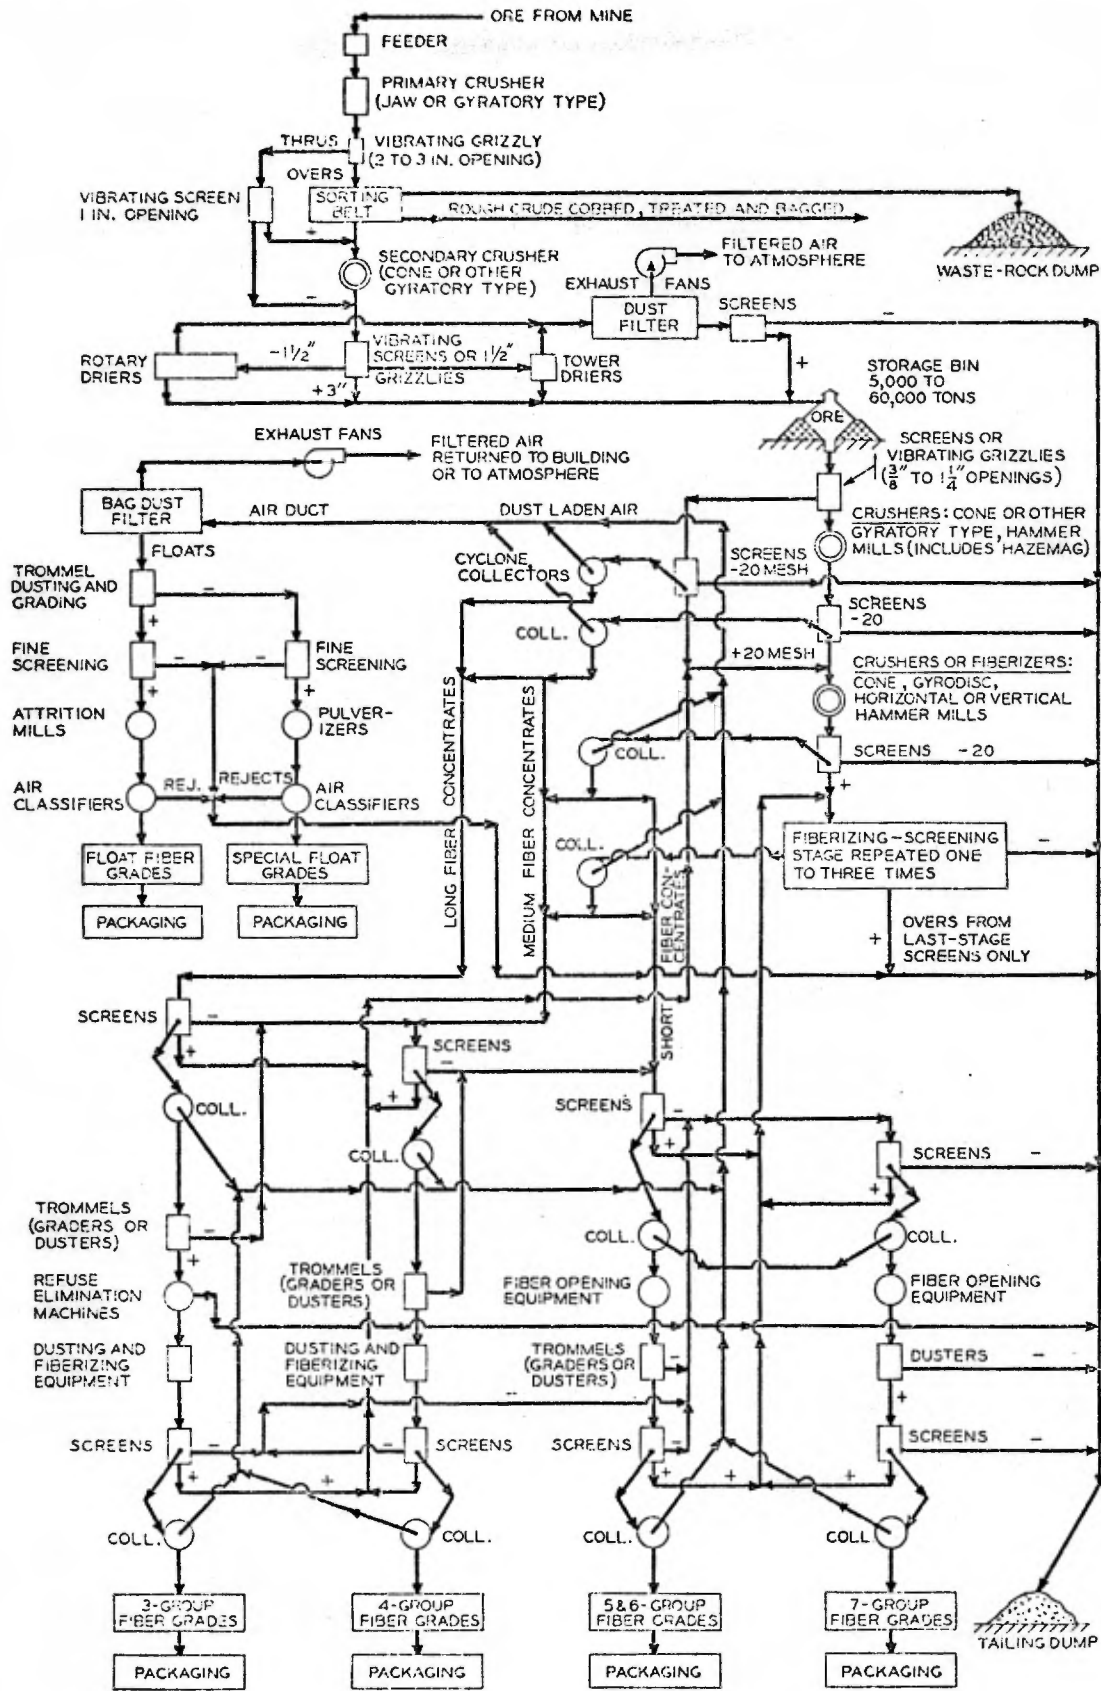 ORE FROM MINE
FEEDER
PRIMARY CRUSHER
(JAW OR GYRATORY TYPE)
THRUS
VIBRATING GRIZZLY
(2 TO 3 IN. OPENING)
OVERS
VIBRATING SCREEN
1 IN. OPENING
SORTING
BELT
ROUGH CRUDE COBBED, TREATED AND BAGGED
WASTE-ROCK DUMP
+
SECONDARY CRUSHER
(CONE OR OTHER
GYRATORY TYPE)
-
FILTERED AIR
TO ATMOSPHERE
EXHAUST FANS
DUST
FILTER
SCREENS
-
+
ROTARY
DRIERS
-1 1/2"
VIBRATING
SCREENS OR 1 1/2"
GRIZZLIES
+3"
TOWER
DRIERS
STORAGE BIN
5,000 TO
60,000 TONS
ORE
SCREENS OR
VIBRATING GRIZZLIES
(3/8" TO 1 1/4" OPENINGS)
EXHAUST FANS
FILTERED AIR
RETURNED TO BUILDING
OR TO ATMOSPHERE
BAG DUST
FILTER
AIR DUCT
DUST LADEN AIR
CRUSHERS: CONE OR OTHER
GYRATORY TYPE, HAMMER
MILLS (INCLUDES HAZEMAG)
FLOATS
CYCLONE
COLLECTORS
SCREENS
-20 MESH
TROMMEL
DUSTING AND
GRADING
-
+
COLL.
SCREENS
-20
+20 MESH
FINE
SCREENING
-
-
FINE
SCREENING
+
+
CRUSHERS OR FIBERIZERS:
CONE, GYRODISC,
HORIZONTAL OR VERTICAL
HAMMER MILLS
ATTRITION
MILLS
PULVER-
IZERS
COLL.
SCREENS -20
+
AIR
CLASSIFIERS
REJ.
REJECTS
AIR
CLASSIFIERS
LONG FIBER CONCENTRATES
MEDIUM FIBER CONCENTRATES
COLL.
FIBERIZING-SCREENING
STAGE REPEATED ONE
TO THREE TIMES
-
FLOAT FIBER
GRADES
SPECIAL FLOAT
GRADES
PACKAGING
PACKAGING
SHORT FIBER CON-
CENTRATES
+
OVERS FROM
LAST-STAGE
SCREENS ONLY
SCREENS
-
+
SCREENS
-
+
COLL.
COLL.
SCREENS
-
+
SCREENS
-
+
TROMMELS
(GRADERS OR
DUSTERS)
-
+
COLL.
COLL.
REFUSE
ELIMINATION
MACHINES
TROMMELS
(GRADERS OR
DUSTERS)
-
FIBER OPENING
EQUIPMENT
FIBER OPENING
EQUIPMENT
DUSTING AND
FIBERIZING
EQUIPMENT
DUSTING AND
FIBERIZING
EQUIPMENT
TROMMELS
(GRADERS OR
DUSTERS)
-
DUSTERS
-
+
-
SCREENS
-
+
-
+
SCREENS
SCREENS
-
+
+
+
SCREENS
-
COLL.
COLL.
COLL.
COLL
3-GROUP
FIBER GRADES
4-GROUP
FIBER GRADES
5&6-GROUP
FIBER GRADES
7-GROUP
FIBER GRADES
TAILING DUMP
PACKAGING
PACKAGING
PACKAGING
PACKAGING